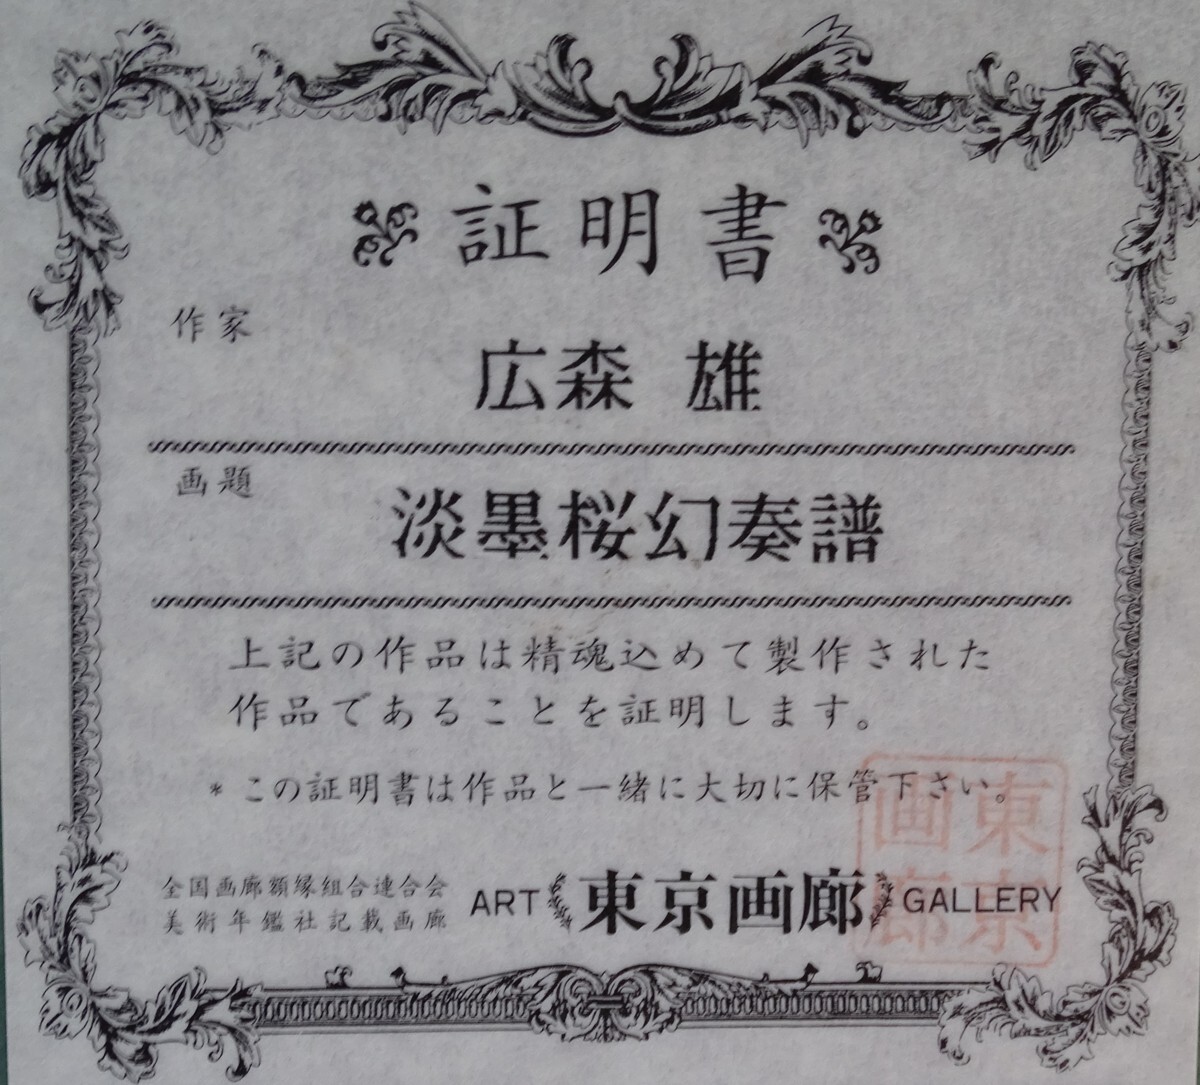 証明書
作家
広森 雄
画題
淡墨桜幻奏譜
上記の作品は精魂込めて製作された
作品であることを証明します。
* この証明書は作品と一緒に大切に保管下さい。
全国画廊額縁組合連合会
美術年鑑社記載画廊
ART 東京画廊 GALLERY
東京
画廊